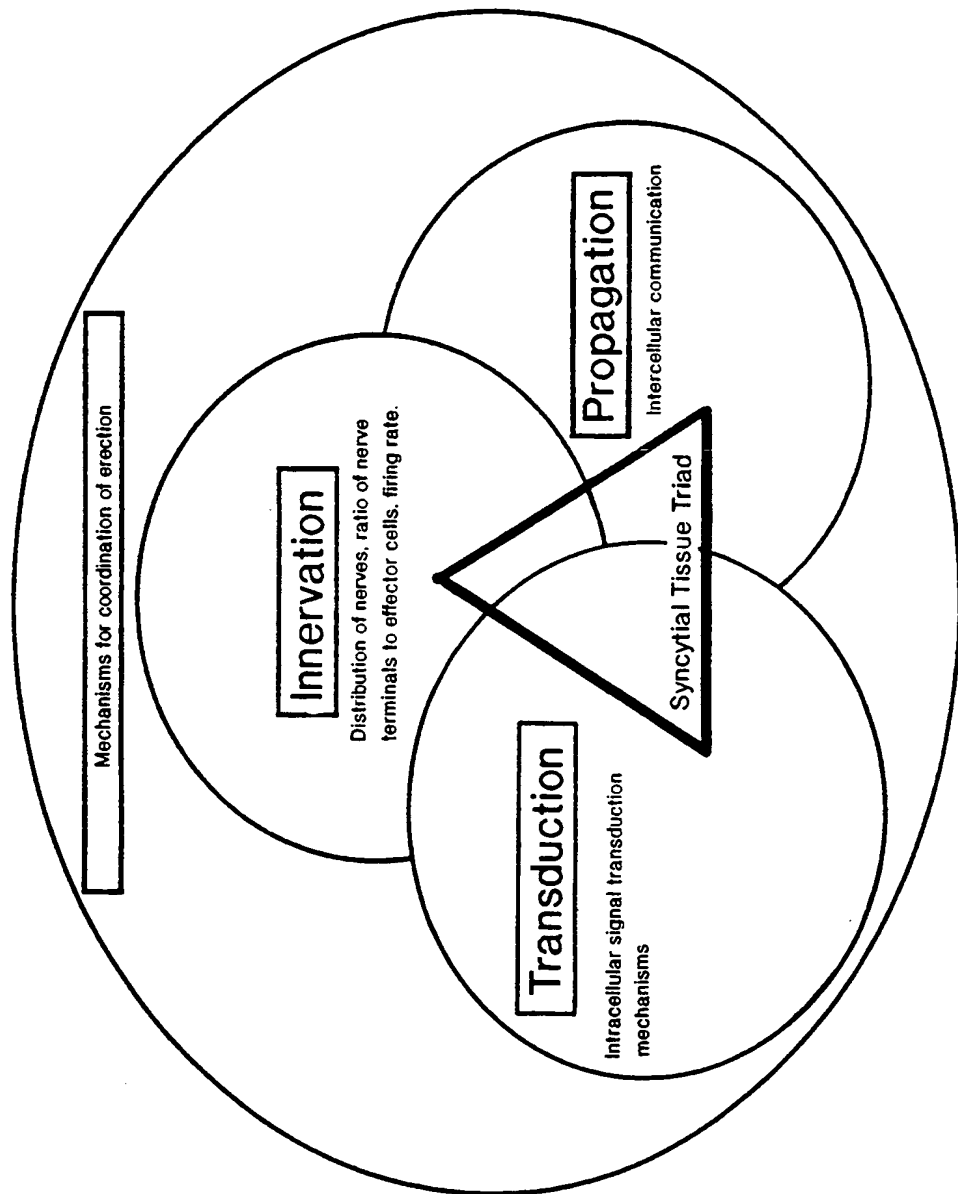 Mechanisms for coordination of erection
Innervation
Distribution of nerves, ratio of nerve
terminals to effector cells, firing rate.
Transduction
Intracellular signal transduction
mechanisms
Propagation
Intercellular communication
Syncytial Tissue Triad